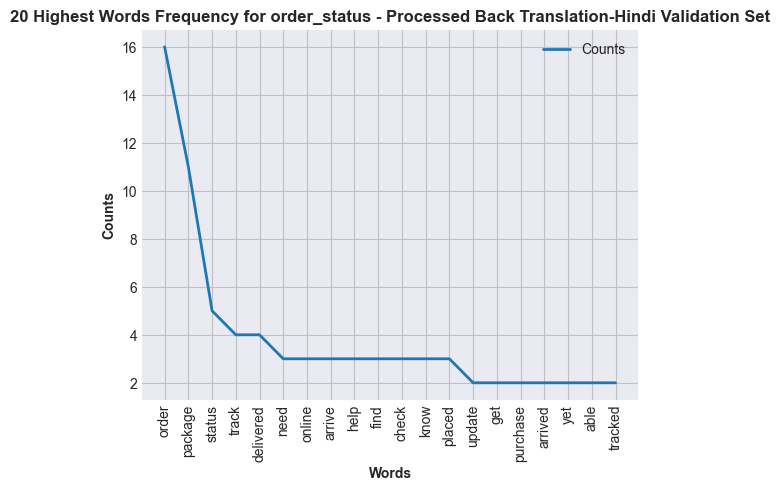 20 Highest Words Frequency for order_status - Processed Back Translation-Hindi Validation Set
Counts
16
14
12
10
8
6
4
2
Counts
order
package
status
track
delivered
need
online
arrive
help
find
check
know
placed
update
get
purchase
arrived
yet
able
tracked
Words